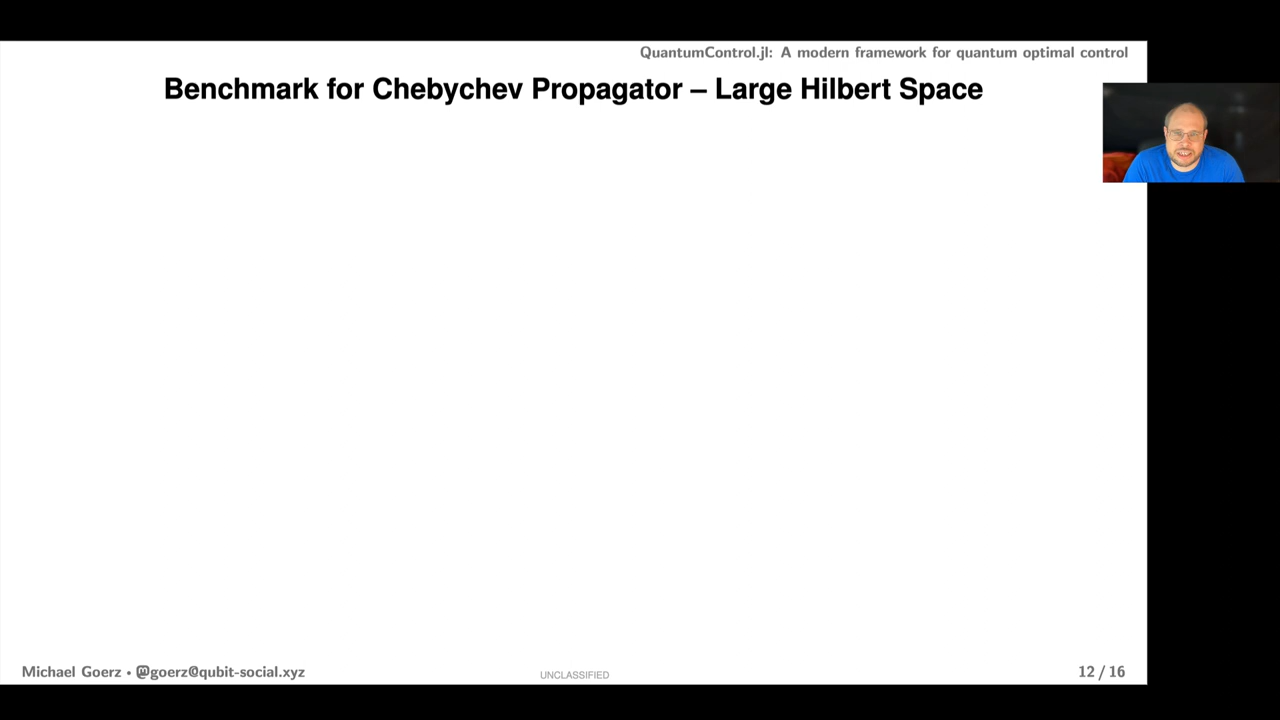 QuantumControl.jl: A modern framework for quantum optimal control
Benchmark for Chebychev Propagator – Large Hilbert Space
Michael Goerz • @goerz@qubit-social.xyz
UNCLASSIFIED
12 / 16